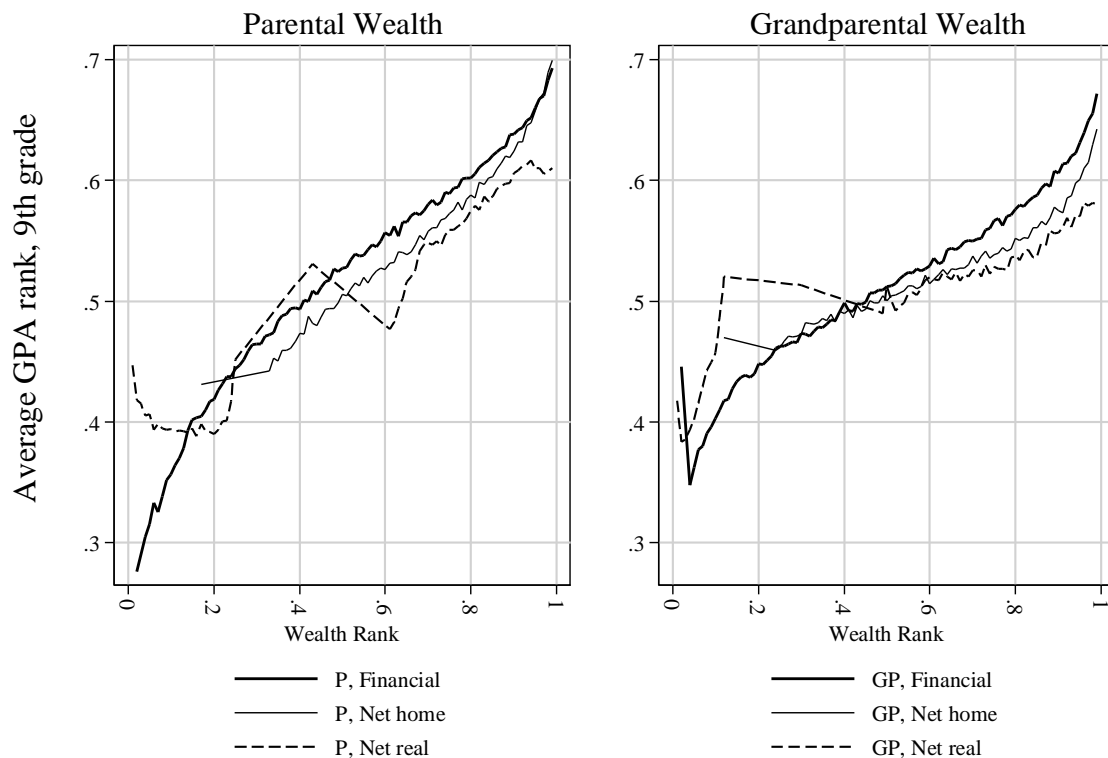 Parental Wealth
Grandparental Wealth
Average GPA rank, 9th grade
.7
.6
.5
.4
.3
0
.2
.4
.6
.8
1
Wealth Rank
P, Financial
P, Net home
P, Net real
.7
.6
.5
.4
.3
0
.2
.4
.6
.8
1
Wealth Rank
GP, Financial
GP, Net home
GP, Net real